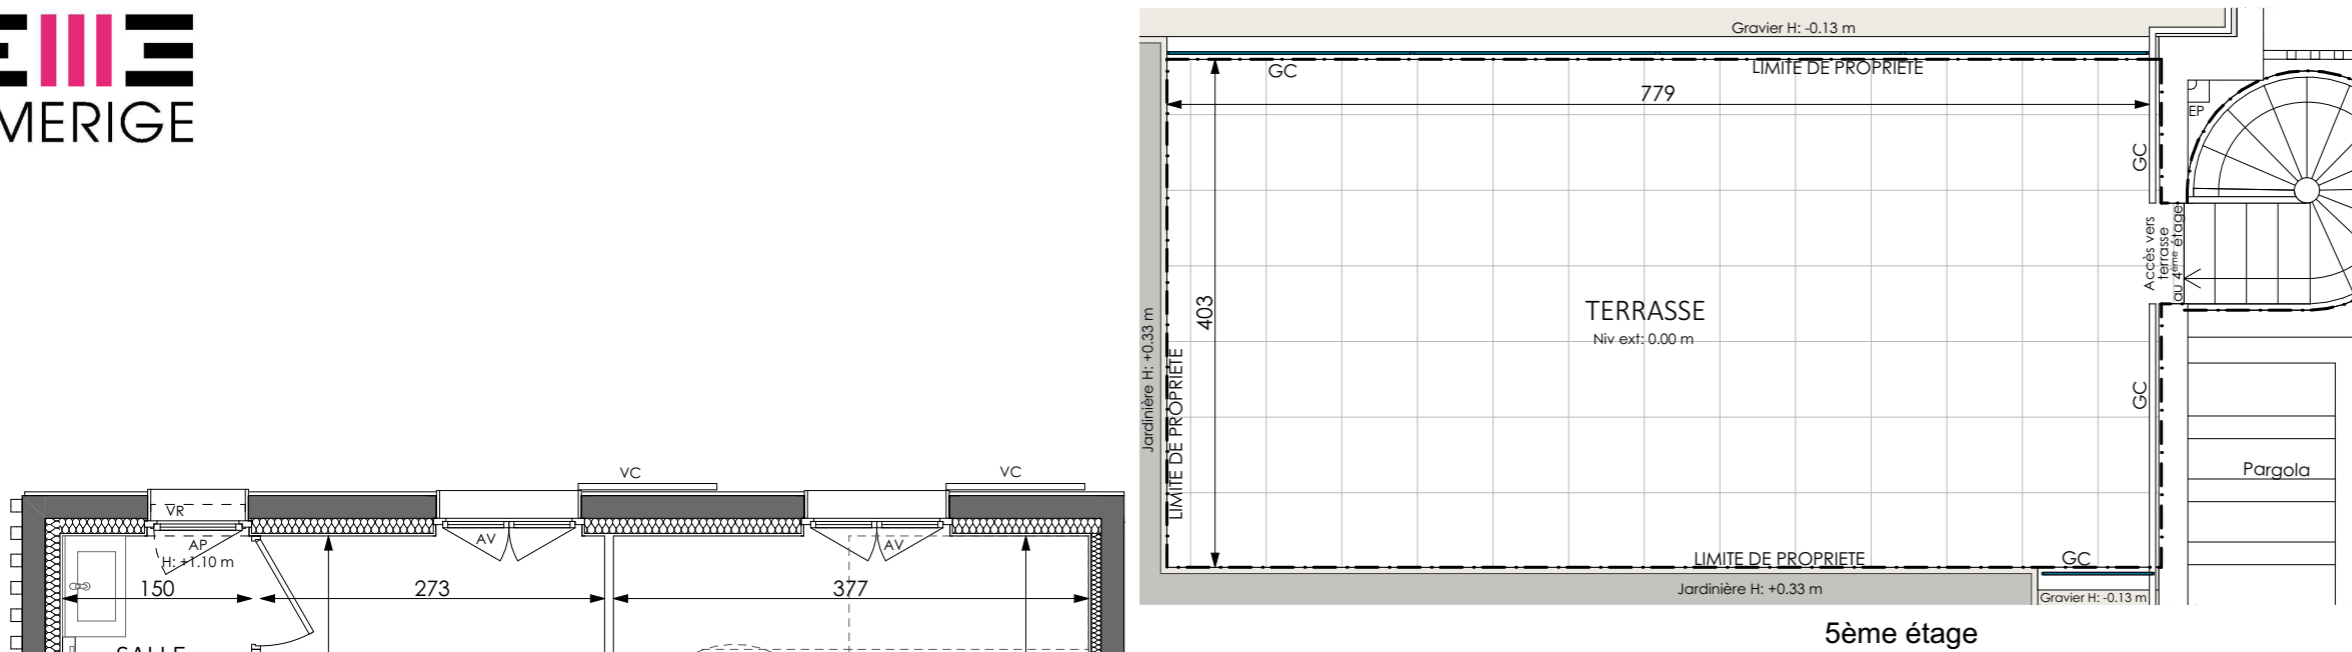 MERIGE
Gravier H: -0.13 m
GC
LIMITE DE PROPRIETE
779
EP
GC
Accès vers
terrasse
au 4ème étage
403
TERRASSE
Niv ext: 0.00 m
Jardinière H: +0.33 m
LIMITE DE PROPRIETE
GC
Pargola
LIMITE DE PROPRIETE
GC
Jardinière H: +0.33 m
Gravier H: -0.13 m
5ème étage
VC
VC
VR
AP
H: +1.10 m
AV
AV
150
273
377
SALLE